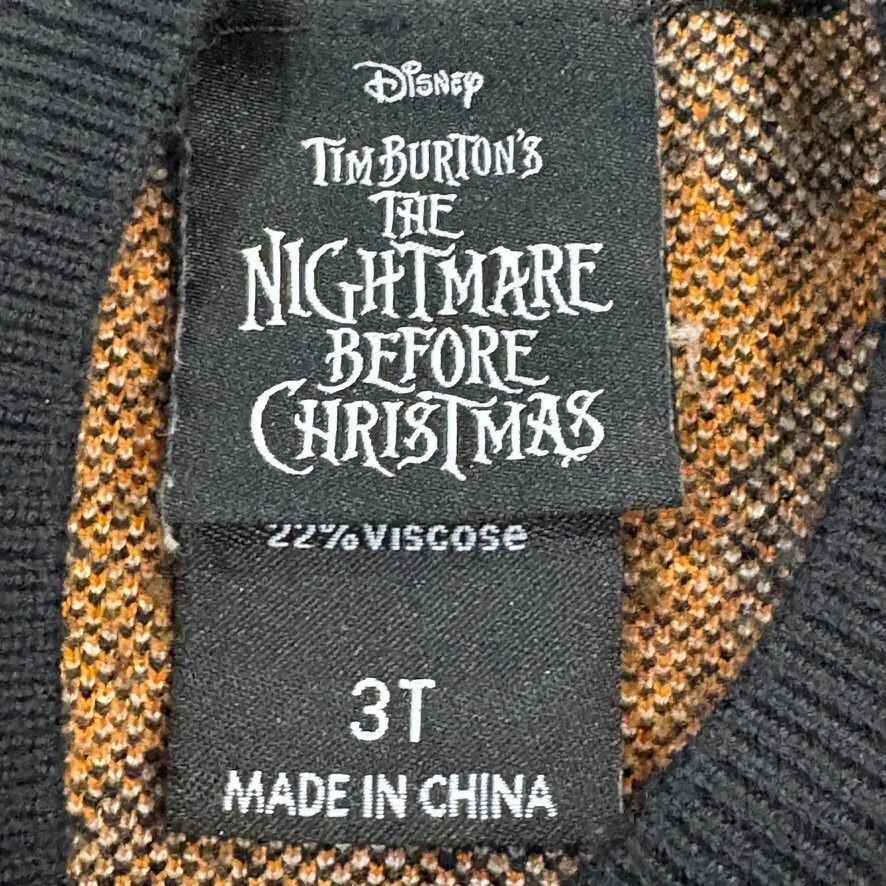 Disney
TIM BURTON'S
THE
NIGHTMARE
BEFORE
CHRISTMAS
22%Viscose
3T
MADE IN CHINA